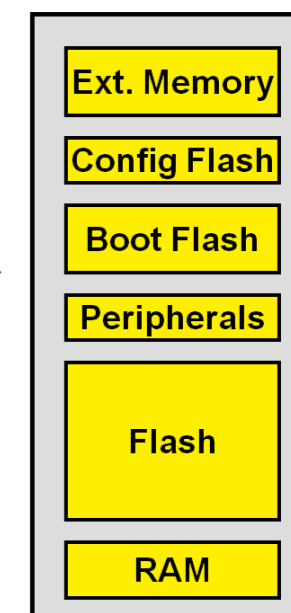 Ext. Memory
Config Flash
Boot Flash
Peripherals
Flash
RAM